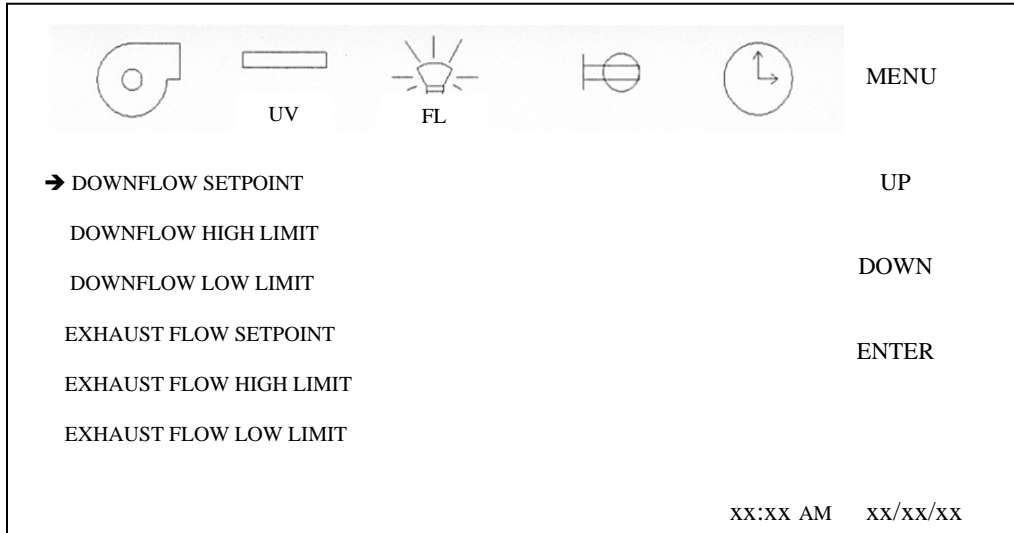 MENU
UV FL
➔ DOWNFLOW SETPOINT UP
DOWNFLOW HIGH LIMIT
DOWNFLOW LOW LIMIT DOWN
EXHAUST FLOW SETPOINT
ENTER
EXHAUST FLOW HIGH LIMIT
EXHAUST FLOW LOW LIMIT
xx:xx AM xx/xx/xx